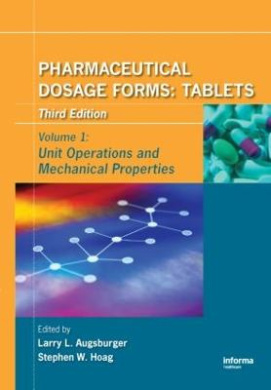 PHARMACEUTICAL
DOSAGE FORMS: TABLETS
Third Edition
Volume 1:
Unit Operations and
Mechanical Properties
Edited by
Larry L. Augsburger
Stephen W. Hoag
informa
healthcare